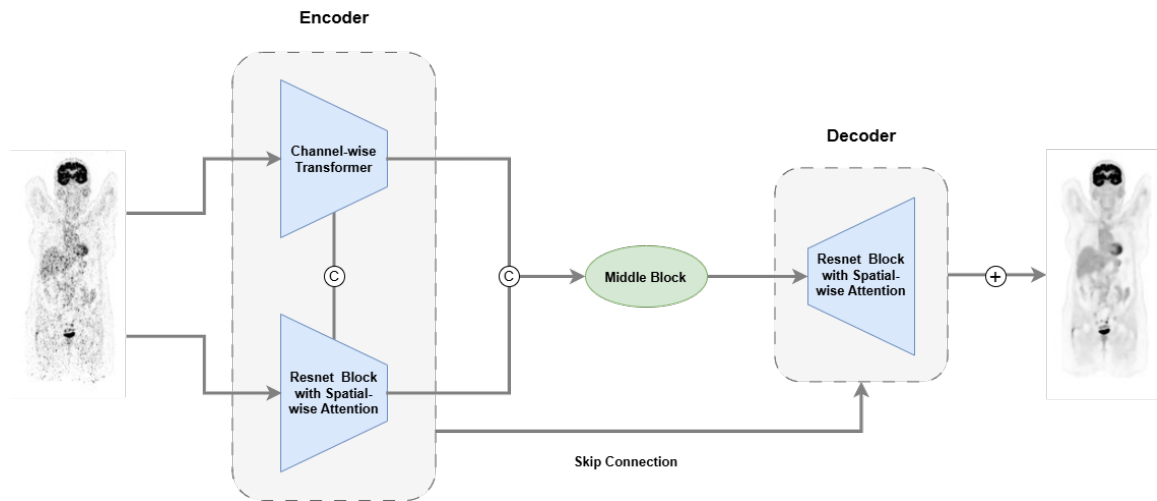 Encoder
Channel-wise
Transformer
C
Resnet Block
with Spatial-
wise Attention
C
Middle Block
Decoder
Resnet Block
with Spatial-
wise Attention
+
Skip Connection